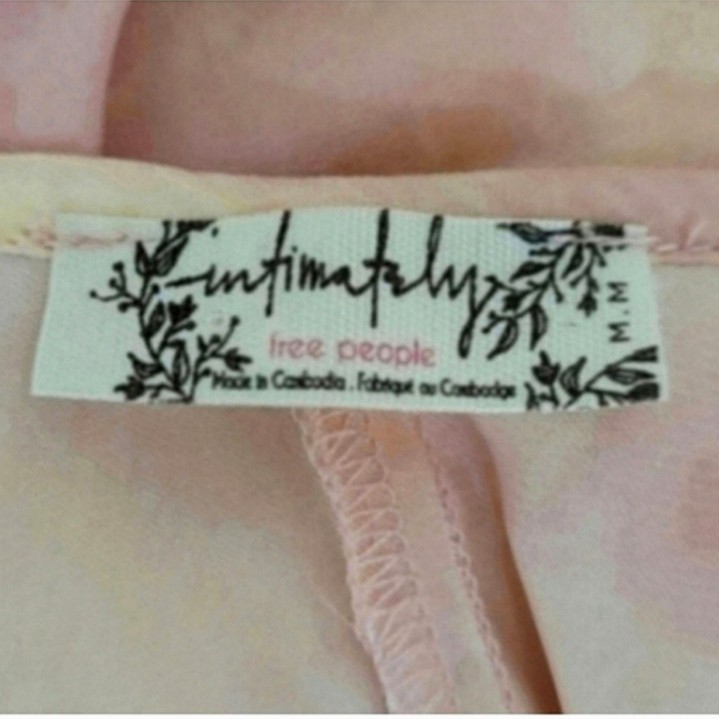 intimately
free people
Made in Cambodia . Fabriqué au Cambodge
M.M